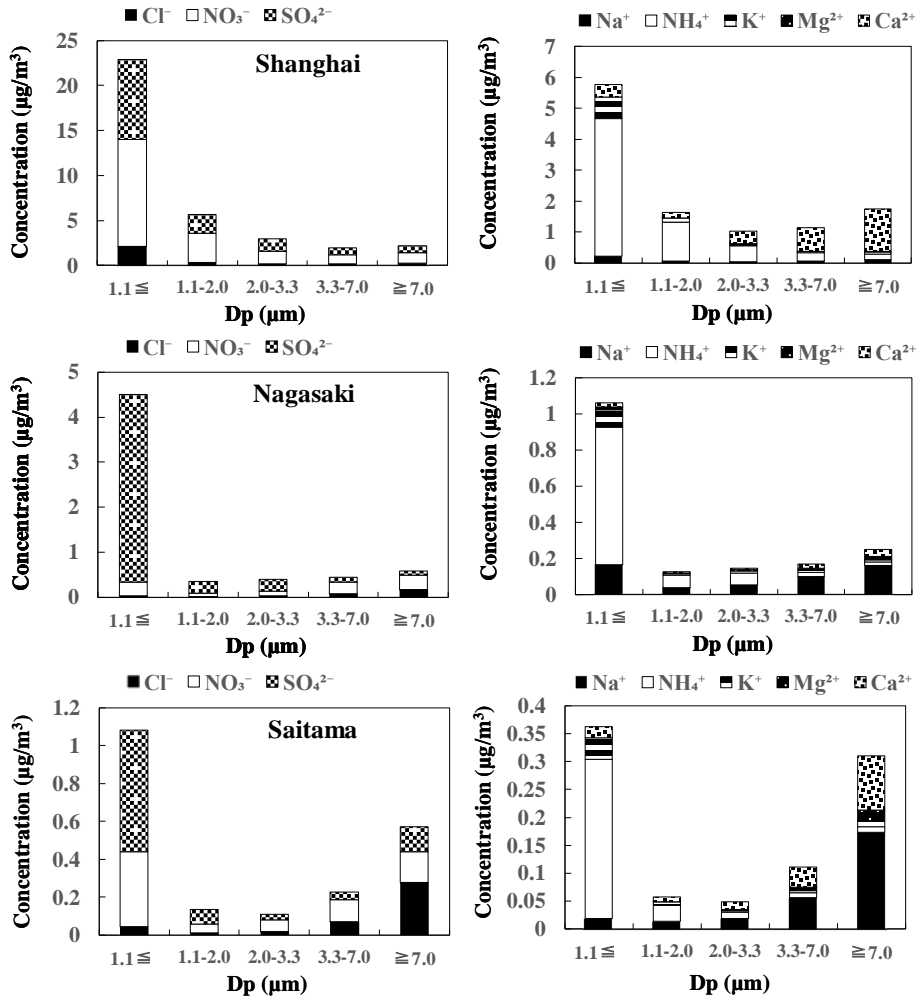 ■Cl⁻ □NO₃⁻ ▩SO₄²⁻
Concentration (μg/m³)
25
20
15
10
5
0
Shanghai
1.1≦ 1.1-2.0 2.0-3.3 3.3-7.0 ≧7.0
Dp (μm)
Na⁺ NH₄⁺ K⁺ Mg²⁺ Ca²⁺
Concentration (μg/m³)
7
6
5
4
3
2
1
0
1.1≦ 1.1-2.0 2.0-3.3 3.3-7.0 ≧7.0
Dp (μm)
Cl⁻ NO₃⁻ SO₄²⁻
Concentration (μg/m³)
5
4
3
2
1
0
Nagasaki
1.1≦ 1.1-2.0 2.0-3.3 3.3-7.0 ≧7.0
Dp (μm)
Na⁺ NH₄⁺ K⁺ Mg²⁺ Ca²⁺
Concentration (μg/m³)
1.2
1
0.8
0.6
0.4
0.2
0
1.1≦ 1.1-2.0 2.0-3.3 3.3-7.0 ≧7.0
Dp (μm)
Cl⁻ NO₃⁻ SO₄²⁻
Concentration (μg/m³)
1.2
1
0.8
0.6
0.4
0.2
0
Saitama
1.1≦ 1.1-2.0 2.0-3.3 3.3-7.0 ≧7.0
Dp (μm)
Na⁺ NH₄⁺ K⁺ Mg²⁺ Ca²⁺
Concentration (μg/m³)
0.4
0.35
0.3
0.25
0.2
0.15
0.1
0.05
0
1.1≦ 1.1-2.0 2.0-3.3 3.3-7.0 ≧7.0
Dp (μm)